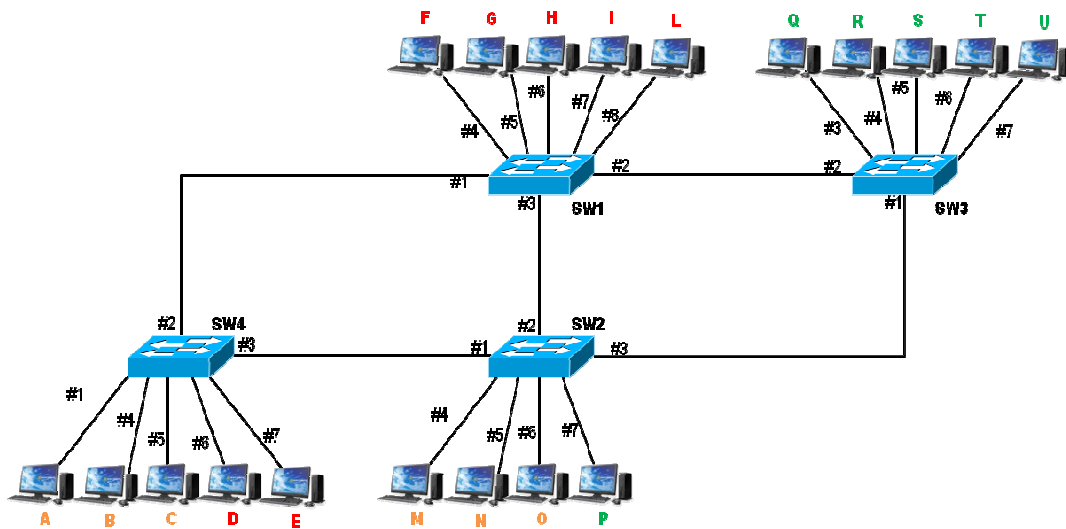 F G H I L Q R S T U
#4 #5 #6 #7 #8 #3 #4 #5 #6 #7
#1 #2 #2
#3 SW1 #1 SW3
#2 SW4 #2 SW2
#3 #1 #3
#1 #4 #5 #6 #7 #4 #5 #6 #7
A B C D E M N O P